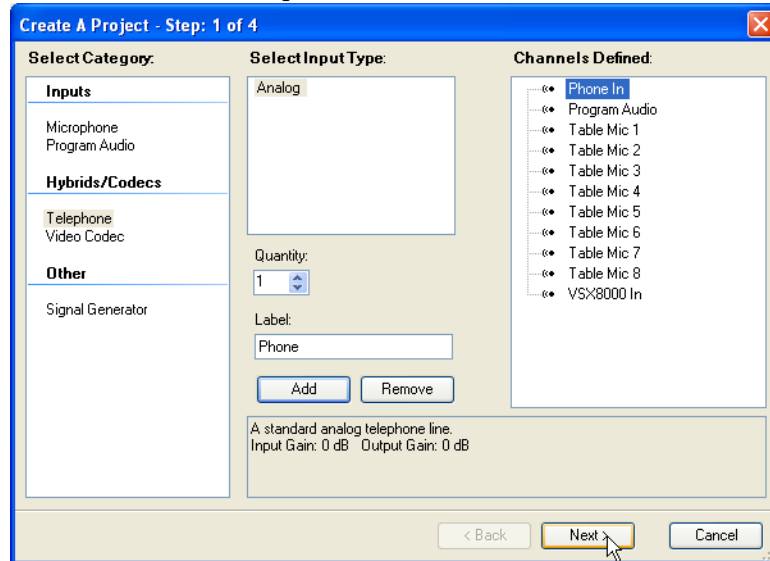 Create A Project - Step: 1 of 4
Select Category:
Inputs
Microphone
Program Audio
Hybrids/Codecs
Telephone
Video Codec
Other
Signal Generator
Select Input Type:
Analog
Quantity:
1
Label:
Phone
Add
Remove
A standard analog telephone line.
Input Gain: 0 dB Output Gain: 0 dB
Channels Defined:
Phone In
Program Audio
Table Mic 1
Table Mic 2
Table Mic 3
Table Mic 4
Table Mic 5
Table Mic 6
Table Mic 7
Table Mic 8
VSX8000 In
< Back
Next >
Cancel